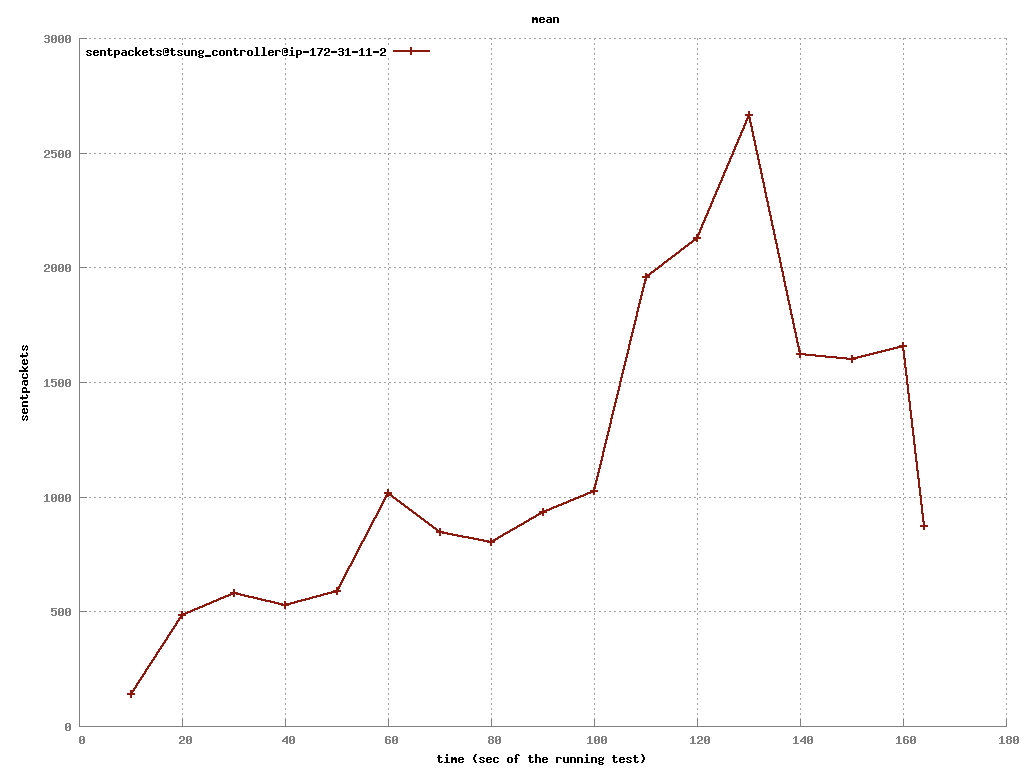 mean
3000
sentpackets@tsung_controller@ip-172-31-11-2
2500
2000
1500
1000
500
0
sentpackets
0 20 40 60 80 100 120 140 160 180
time (sec of the running test)